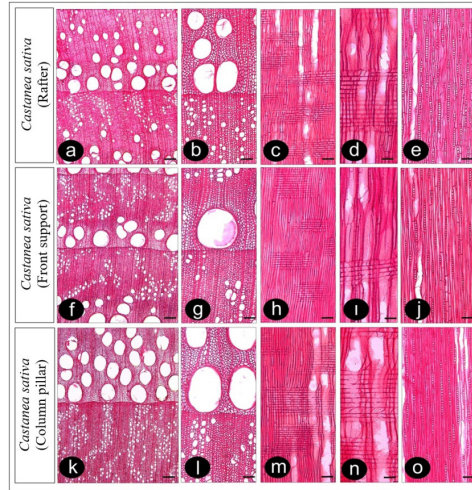 Castanea sativa
(Rafter)
a
b
c
d
e
Castanea sativa
(Front support)
f
g
h
ı
j
Castanea sativa
(Column pillar)
k
l
m
n
o